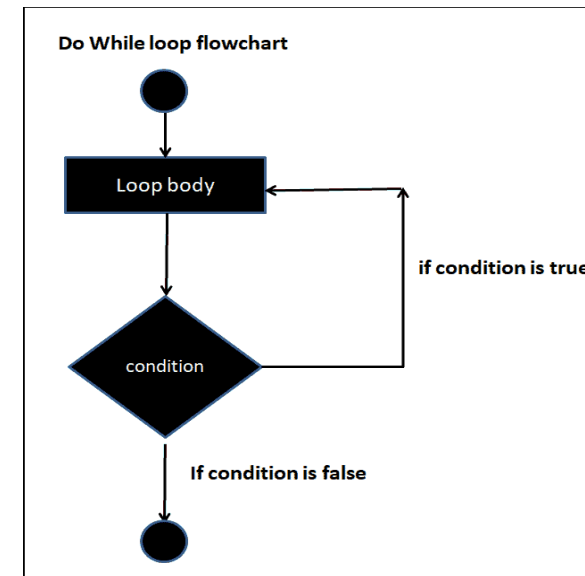 Do While loop flowchart
Loop body
if condition is true
condition
If condition is false